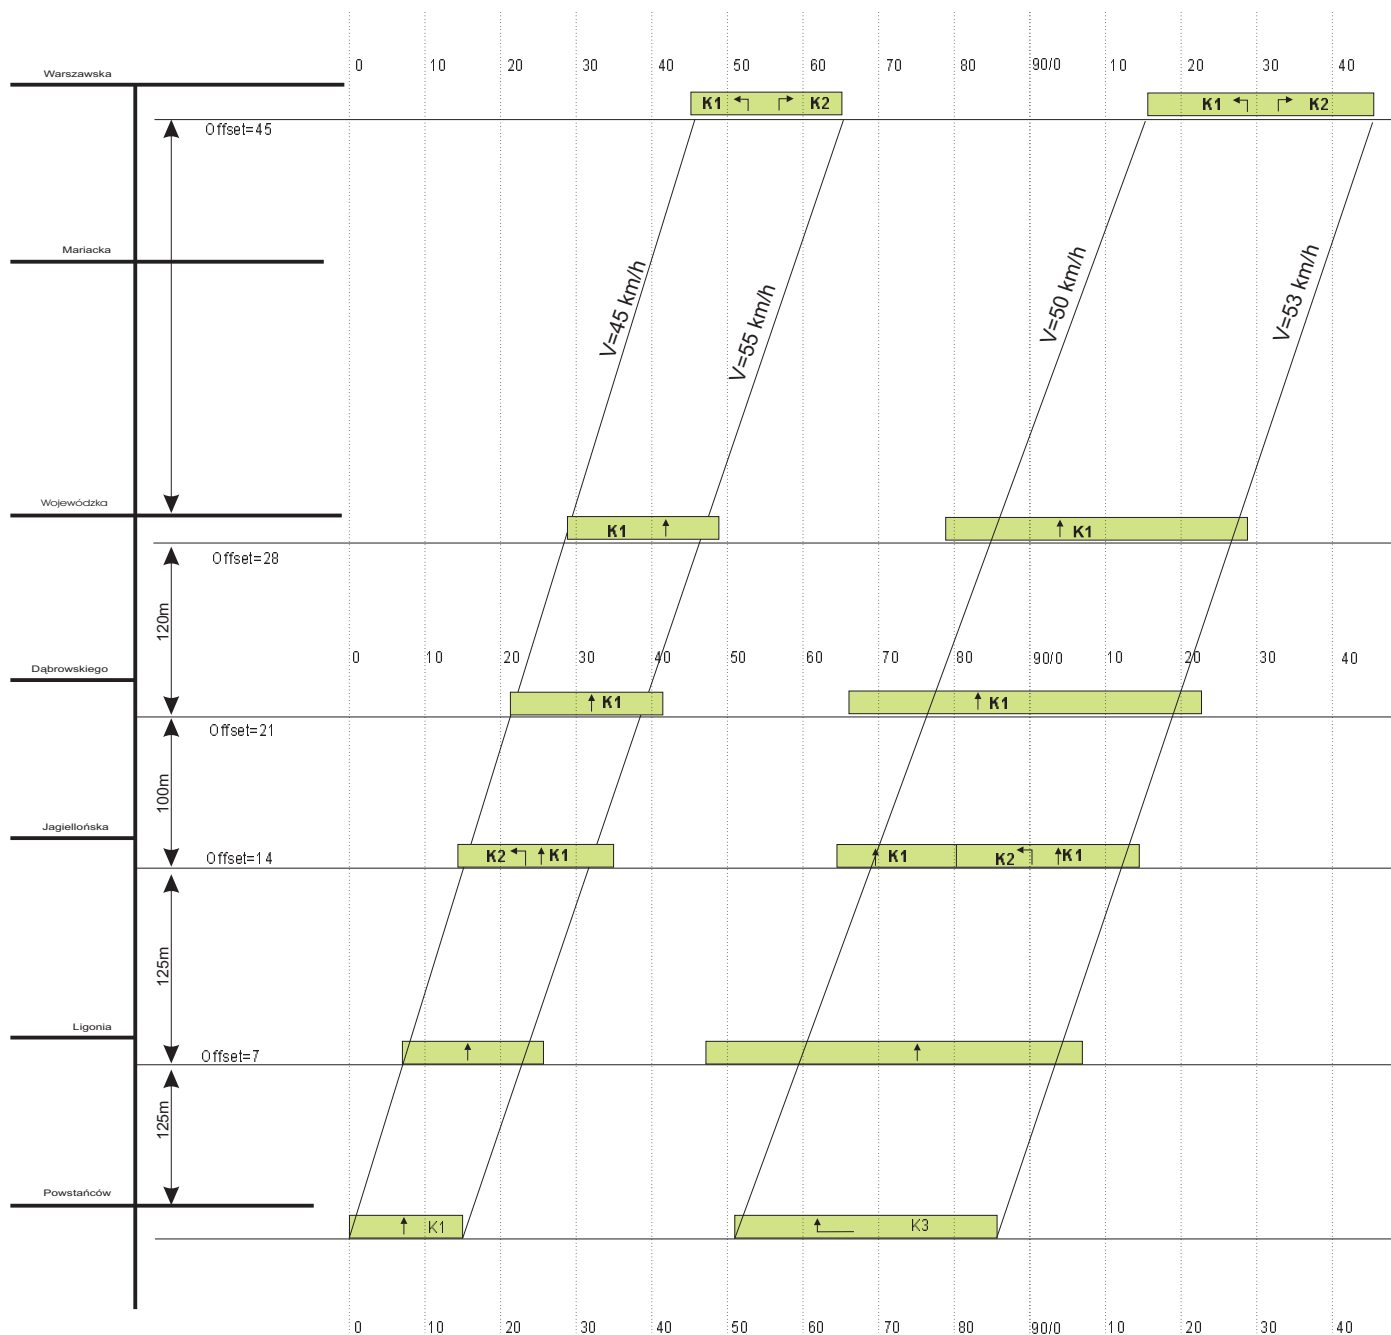 0 10 20 30 40 50 60 70 80 90/0 10 20 30 40
Warszawska
K1 K2 K1 K2
Offset=45
Mariacka
V=45 km/h V=55 km/h V=50 km/h V=53 km/h
Wojewódzka
K1 K1
Offset=28
120m
0 10 20 30 40 50 60 70 80 90/0 10 20 30 40
Dąbrowskiego
K1 K1
Offset=21
100m
Jagiellońska
Offset=14 K2 K1 K1 K2 K1
125m
Ligonia
Offset=7
125m
Powstańców
K1 K3
0 10 20 30 40 50 60 70 80 90/0 10 20 30 40